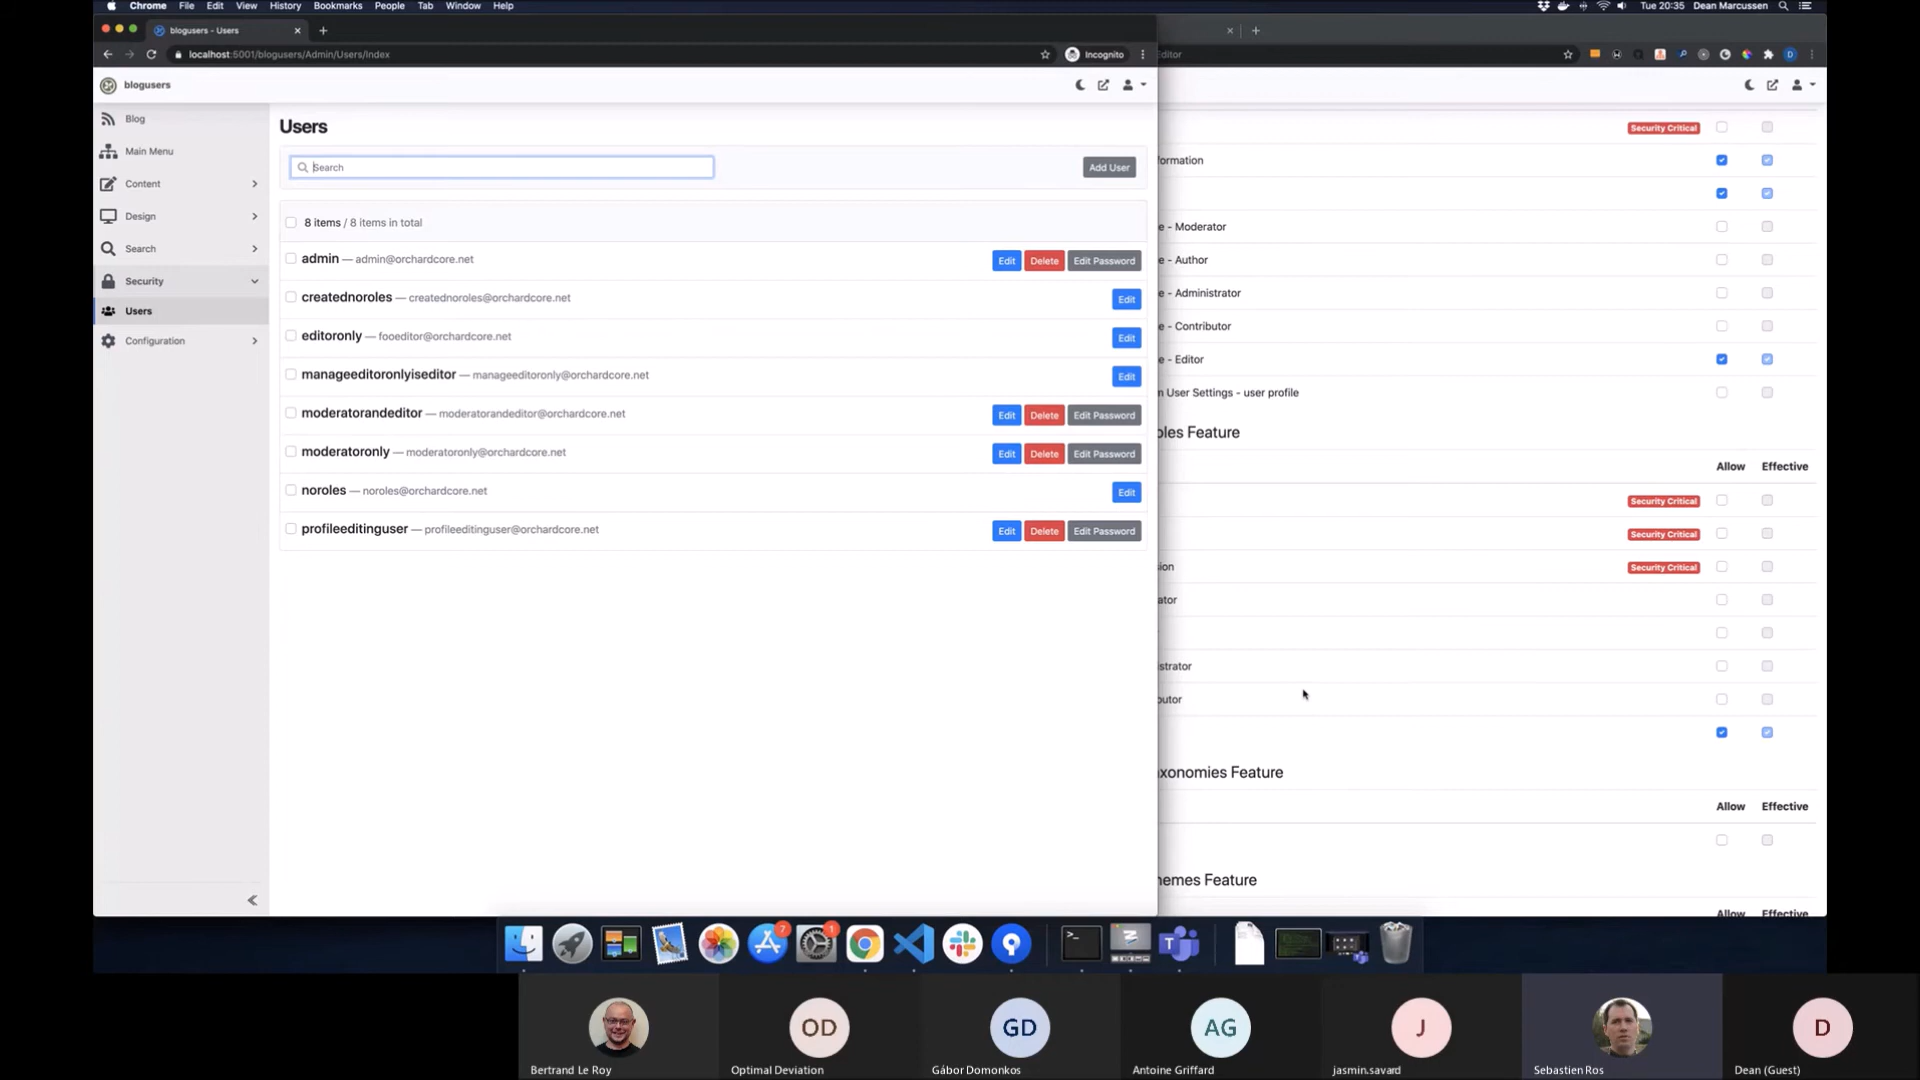 Chrome File Edit View History Bookmarks People Tab Window Help
Tue 20:35 Dean Marcussen
blogusers - Users
localhost:5001/blogusers/Admin/Users/Index
Incognito
Editor
D
blogusers
Blog
Main Menu
Content
Design
Search
Security
Users
Configuration
Users
Search
Add User
8 items / 8 items in total
admin — admin@orchardcore.net
Edit Delete Edit Password
creatednoroles — creatednoroles@orchardcore.net
Edit
editoronly — fooeditor@orchardcore.net
Edit
manageeditoronlyiseditor — manageeditoronly@orchardcore.net
Edit
moderatorandeditor — moderatorandeditor@orchardcore.net
Edit Delete Edit Password
moderatoronly — moderatoronly@orchardcore.net
Edit Delete Edit Password
noroles — noroles@orchardcore.net
Edit
profileeditinguser — profileeditinguser@orchardcore.net
Edit Delete Edit Password
Security Critical
formation
e - Moderator
e - Author
e - Administrator
e - Contributor
e - Editor
n User Settings - user profile
oles Feature
Allow Effective
Security Critical
Security Critical
sion Security Critical
ator
strator
outor
axonomies Feature
Allow Effective
hemes Feature
Allow Effective
7
1
OD
GD
AG
J
D
Bertrand Le Roy
Optimal Deviation
Gábor Domonkos
Antoine Griffard
jasmin.savard
Sebastien Ros
Dean (Guest)